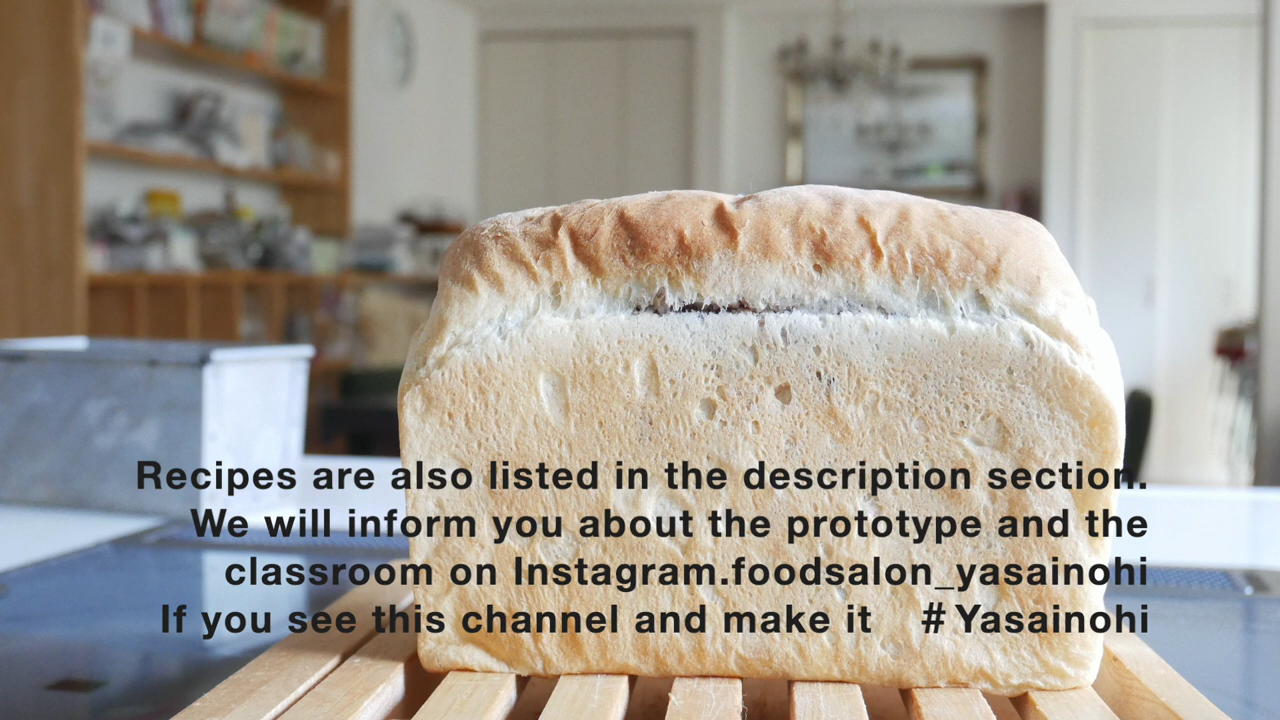 Recipes are also listed in the description section.
We will inform you about the prototype and the
classroom on Instagram.foodsalon_yasainohi
If you see this channel and make it # Yasainohi